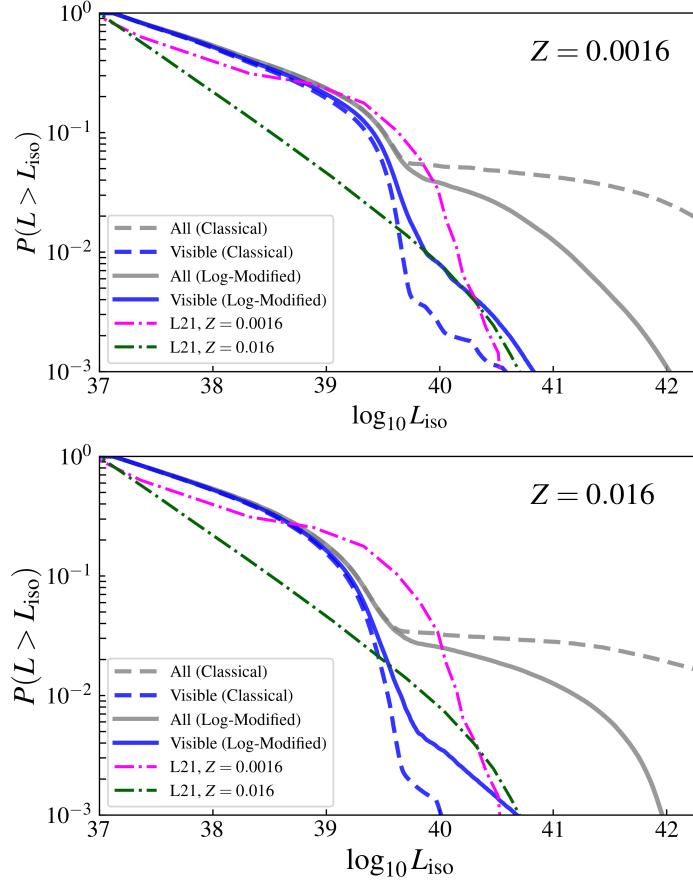 Z = 0.0016
P(L > L_iso)
10^0
10^-1
10^-2
10^-3
All (Classical)
Visible (Classical)
All (Log-Modified)
Visible (Log-Modified)
L21, Z = 0.0016
L21, Z = 0.016
37 38 39 40 41 42
log_10 L_iso
Z = 0.016
P(L > L_iso)
10^0
10^-1
10^-2
10^-3
All (Classical)
Visible (Classical)
All (Log-Modified)
Visible (Log-Modified)
L21, Z = 0.0016
L21, Z = 0.016
37 38 39 40 41 42
log_10 L_iso